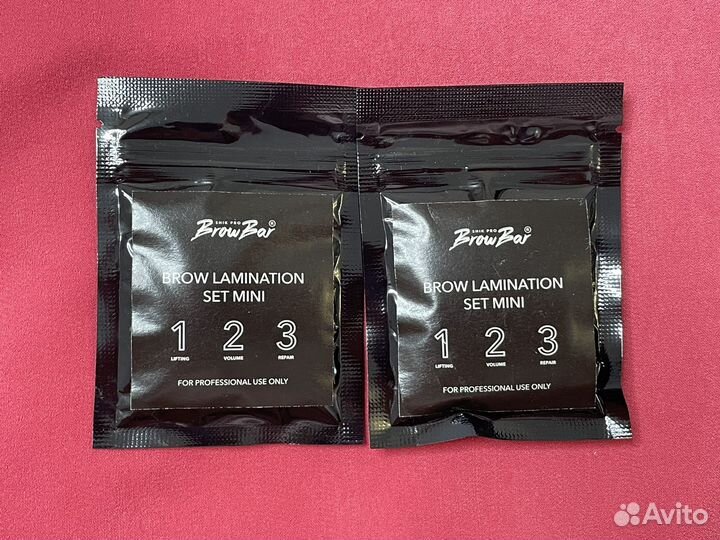 SHIK PRO
BrowBar®
BROW LAMINATION
SET MINI
1 2 3
LIFTING VOLUME REPAIR
FOR PROFESSIONAL USE ONLY
SHIK PRO
BrowBar®
BROW LAMINATION
SET MINI
1 2 3
LIFTING VOLUME REPAIR
FOR PROFESSIONAL USE ONLY
Avito